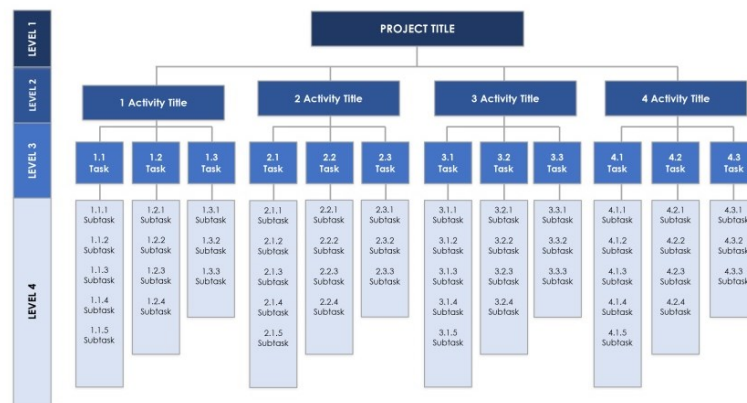 LEVEL 1
PROJECT TITLE
LEVEL 2
1 Activity Title
2 Activity Title
3 Activity Title
4 Activity Title
LEVEL 3
1.1
Task
1.2
Task
1.3
Task
2.1
Task
2.2
Task
2.3
Task
3.1
Task
3.2
Task
3.3
Task
4.1
Task
4.2
Task
4.3
Task
LEVEL 4
1.1.1
Subtask
1.1.2
Subtask
1.1.3
Subtask
1.1.4
Subtask
1.1.5
Subtask
1.2.1
Subtask
1.2.2
Subtask
1.2.3
Subtask
1.2.4
Subtask
1.3.1
Subtask
1.3.2
Subtask
1.3.3
Subtask
2.1.1
Subtask
2.1.2
Subtask
2.1.3
Subtask
2.1.4
Subtask
2.1.5
Subtask
2.2.1
Subtask
2.2.2
Subtask
2.2.3
Subtask
2.2.4
Subtask
2.3.1
Subtask
2.3.2
Subtask
2.3.3
Subtask
3.1.1
Subtask
3.1.2
Subtask
3.1.3
Subtask
3.1.4
Subtask
3.1.5
Subtask
3.2.1
Subtask
3.2.2
Subtask
3.2.3
Subtask
3.2.4
Subtask
3.3.1
Subtask
3.3.2
Subtask
3.3.3
Subtask
4.1.1
Subtask
4.1.2
Subtask
4.1.3
Subtask
4.1.4
Subtask
4.1.5
Subtask
4.2.1
Subtask
4.2.2
Subtask
4.2.3
Subtask
4.2.4
Subtask
4.3.1
Subtask
4.3.2
Subtask
4.3.3
Subtask